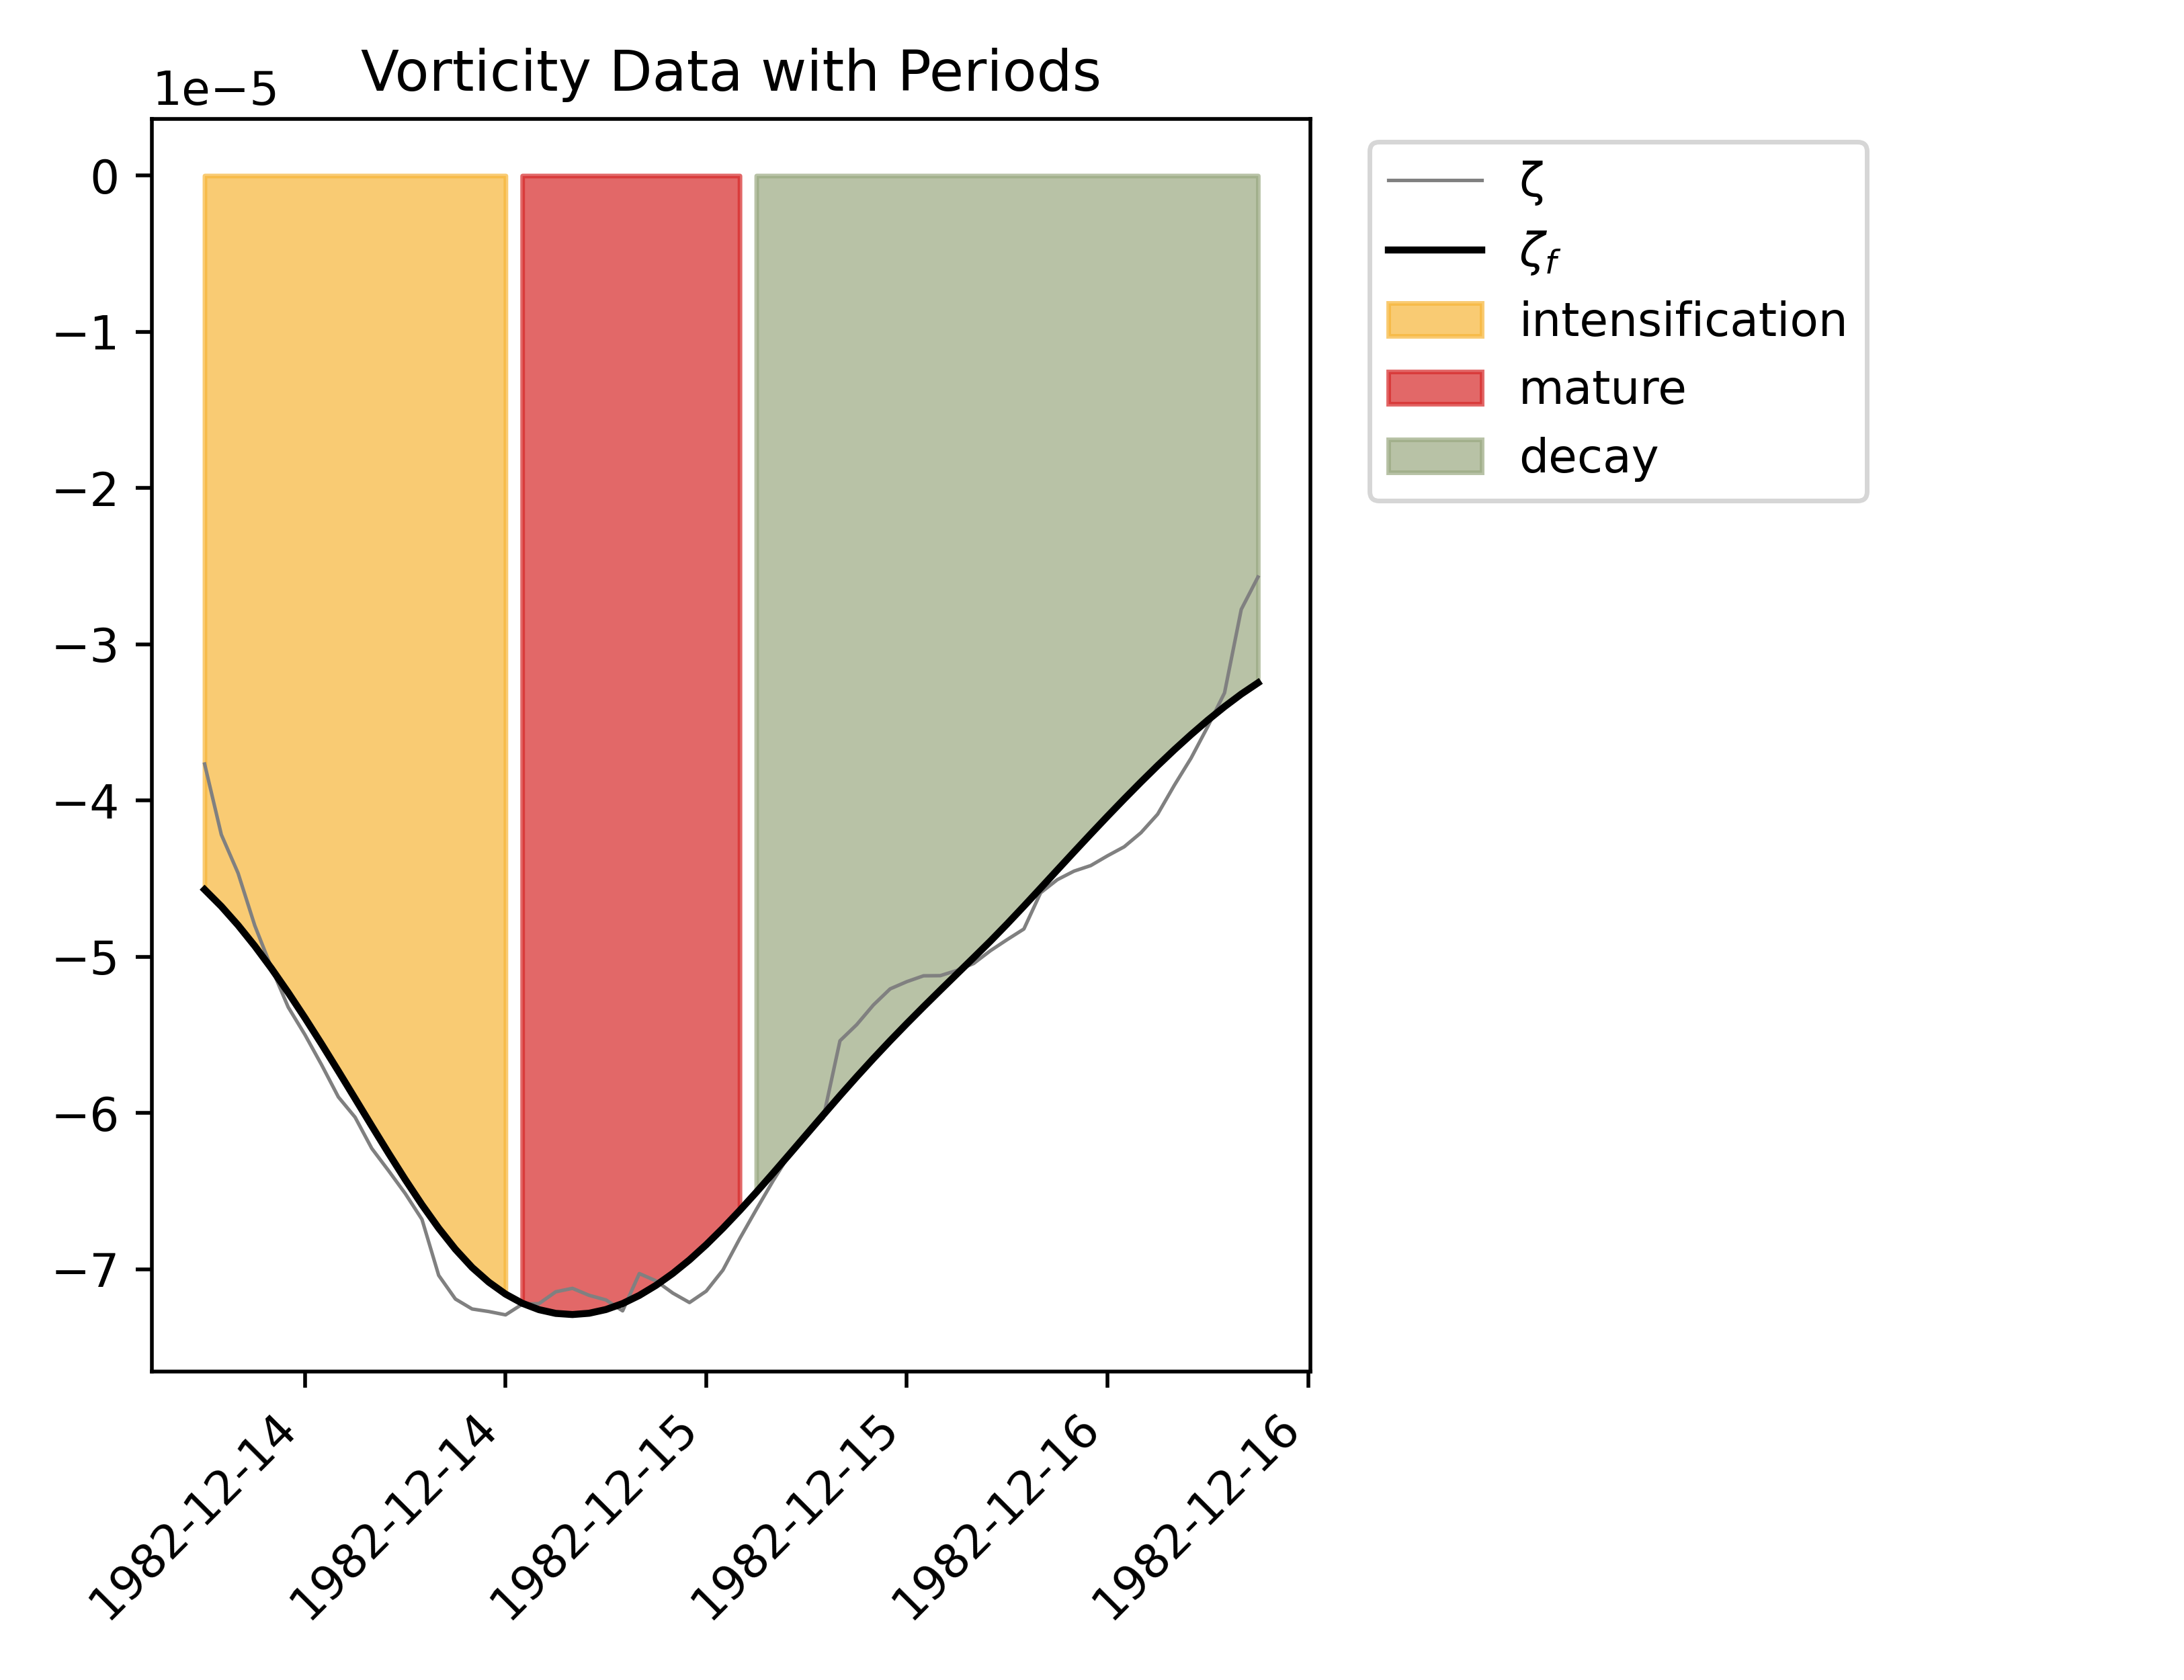 Vorticity Data with Periods
1e−5
0
−1
−2
−3
−4
−5
−6
−7
1982-12-14
1982-12-14
1982-12-15
1982-12-15
1982-12-16
1982-12-16
ζ
ζf
intensification
mature
decay